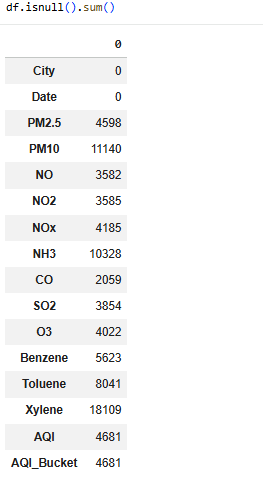 df.isnull().sum()
0
City 0
Date 0
PM2.5 4598
PM10 11140
NO 3582
NO2 3585
NOx 4185
NH3 10328
CO 2059
SO2 3854
O3 4022
Benzene 5623
Toluene 8041
Xylene 18109
AQI 4681
AQI_Bucket 4681